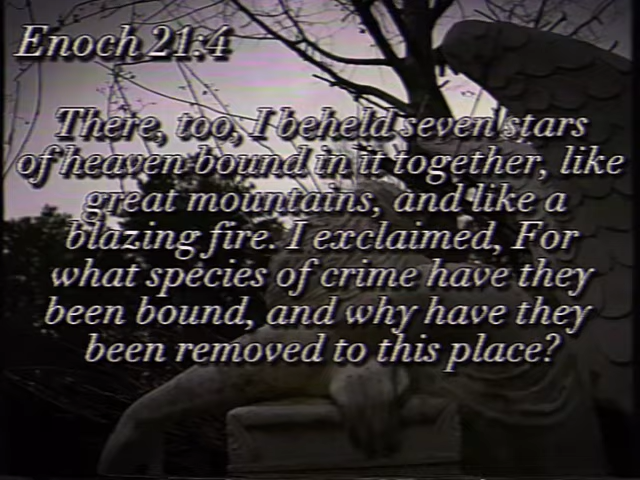 Enoch 21:4
There, too, I beheld seven stars
of heaven bound in it together, like
great mountains, and like a
blazing fire. I exclaimed, For
what species of crime have they
been bound, and why have they
been removed to this place?